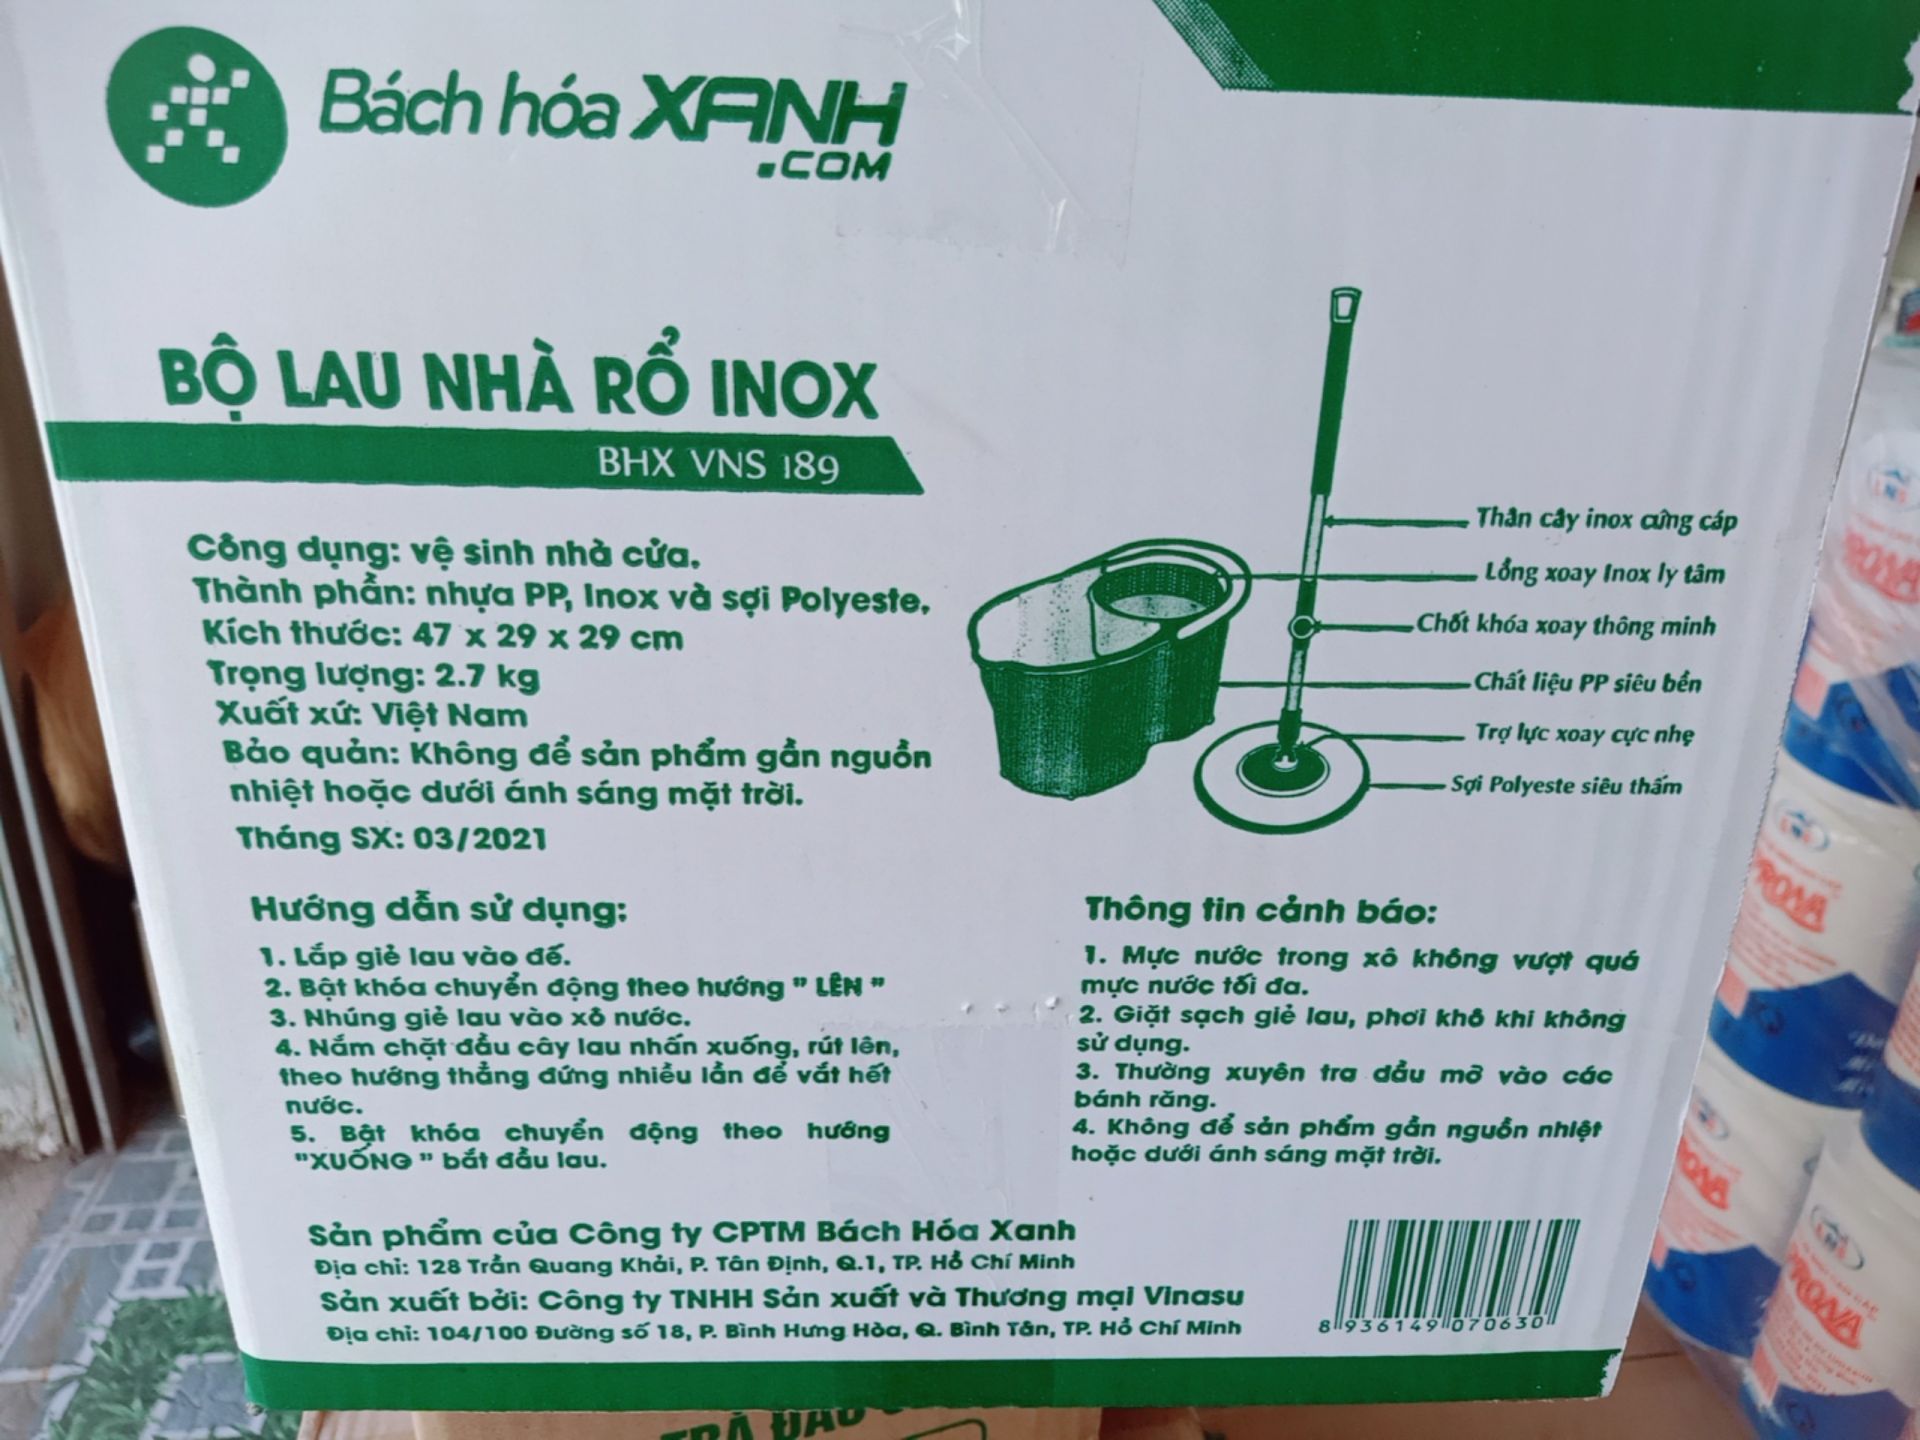 Bách hóa XANH
.COM
BỘ LAU NHÀ RỔ INOX
BHX VNS 189
Công dụng: vệ sinh nhà cửa.
Thành phần: nhựa PP, Inox và sợi Polyeste.
Kích thước: 47 x 29 x 29 cm
Trọng lượng: 2.7 kg
Xuất xứ: Việt Nam
Bảo quản: Không để sản phẩm gần nguồn
nhiệt hoặc dưới ánh sáng mặt trời.
Tháng SX: 03/2021
Thân cây inox cứng cáp
Lồng xoay Inox ly tâm
Chốt khóa xoay thông minh
Chất liệu PP siêu bền
Trợ lực xoay cực nhẹ
Sợi Polyeste siêu thấm
Hướng dẫn sử dụng:
1. Lắp giẻ lau vào đế.
2. Bật khóa chuyển động theo hướng " LÊN "
3. Nhúng giẻ lau vào xô nước.
4. Nắm chặt đầu cây lau nhấn xuống, rút lên,
theo hướng thẳng đứng nhiều lần để vắt hết
nước.
5. Bật khóa chuyển động theo hướng
"XUỐNG " bắt đầu lau.
Thông tin cảnh báo:
1. Mực nước trong xô không vượt quá
mực nước tối đa.
2. Giặt sạch giẻ lau, phơi khô khi không
sử dụng.
3. Thường xuyên tra dầu mỡ vào các
bánh răng.
4. Không để sản phẩm gần nguồn nhiệt
hoặc dưới ánh sáng mặt trời.
Sản phẩm của Công ty CPTM Bách Hóa Xanh
Địa chỉ: 128 Trần Quang Khải, P. Tân Định, Q.1, TP. Hồ Chí Minh
Sản xuất bởi: Công ty TNHH Sản xuất và Thương mại Vinasu
Địa chỉ: 104/100 Đường số 18, P. Bình Hưng Hòa, Q. Bình Tân, TP. Hồ Chí Minh
8 936149 070630
TRÀ ĐÀO